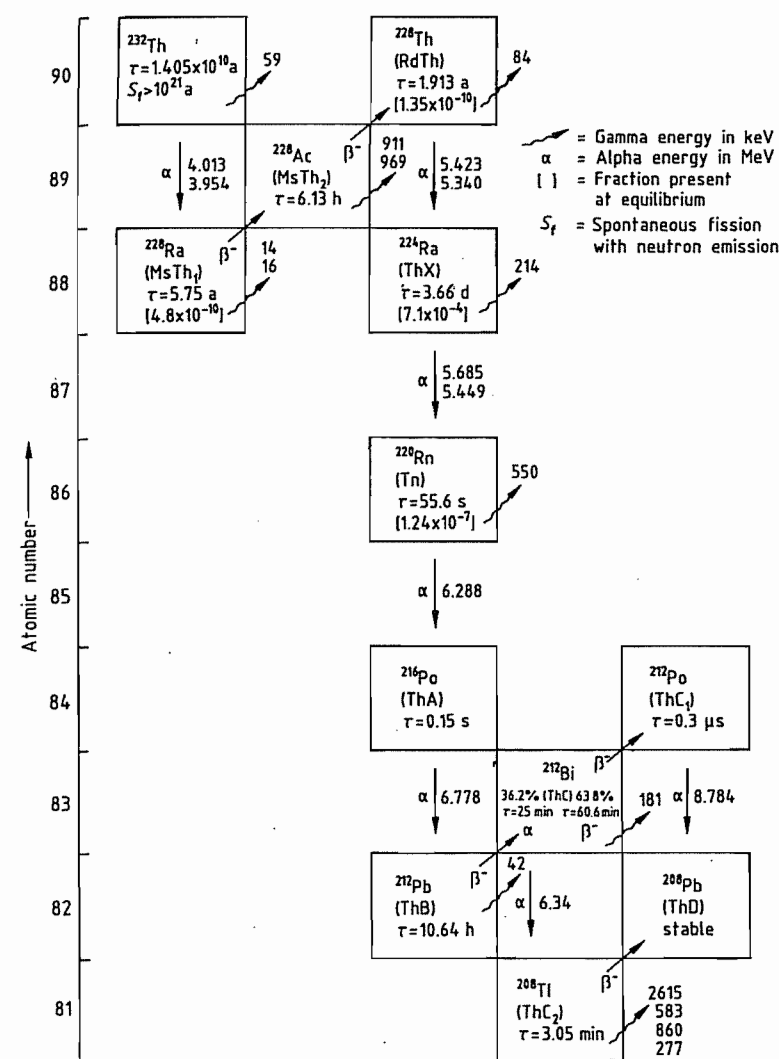 90
²³²Th
τ=1.405x10¹⁰a
S_f>10²¹a
59
²²⁸Th
(RdTh)
τ=1.913 a
[1.35x10⁻¹⁰]
84
= Gamma energy in keV
α = Alpha energy in MeV
[ ] = Fraction present
at equilibrium
S_f = Spontaneous fission
with neutron emission
89
α 4.013
3.954
²²⁸Ac
(MsTh₂)
τ=6.13 h
β⁻
911
969
α 5.423
5.340
88
²²⁸Ra
(MsTh₁)
τ=5.75 a
[4.8x10⁻¹⁰]
β⁻
14
16
²²⁴Ra
(ThX)
τ=3.66 d
[7.1x10⁻⁴]
214
87
α 5.685
5.449
Atomic number
86
²²⁰Rn
(Tn)
τ=55.6 s
[1.24x10⁻⁷]
550
85
α 6.288
84
²¹⁶Po
(ThA)
τ=0.15 s
²¹²Po
(ThC₁)
τ=0.3 μs
83
α 6.778
²¹²Bi
β⁻
36.2% (ThC) 63.8%
τ=25 min τ=60.6min
α β⁻
181
α 8.784
82
²¹²Pb
(ThB)
τ=10.64 h
β⁻
42
α 6.34
²⁰⁸Pb
(ThD)
stable
81
²⁰⁸Tl
(ThC₂)
τ=3.05 min
β⁻
2615
583
860
277